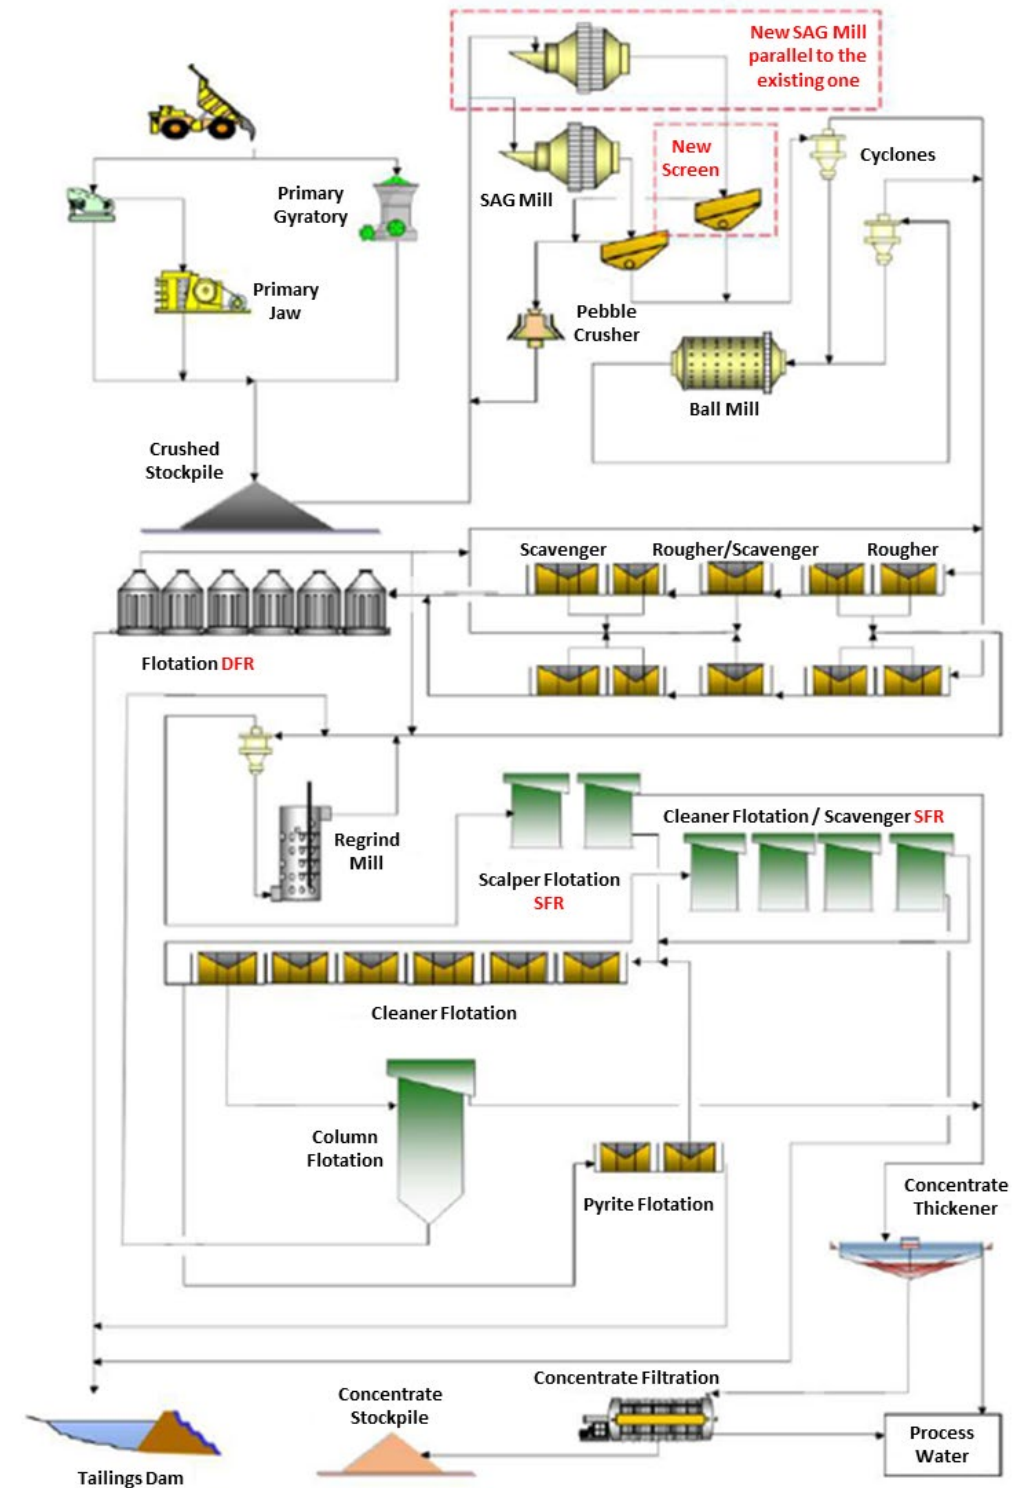 New SAG Mill
parallel to the
existing one
New
Screen
Cyclones
Primary
Gyratory
SAG Mill
Primary
Jaw
Pebble
Crusher
Ball Mill
Crushed
Stockpile
Scavenger
Rougher/Scavenger
Rougher
Flotation DFR
Regrind
Mill
Cleaner Flotation / Scavenger SFR
Scalper Flotation
SFR
Cleaner Flotation
Column
Flotation
Pyrite Flotation
Concentrate
Thickener
Concentrate Filtration
Concentrate
Stockpile
Process
Water
Tailings Dam